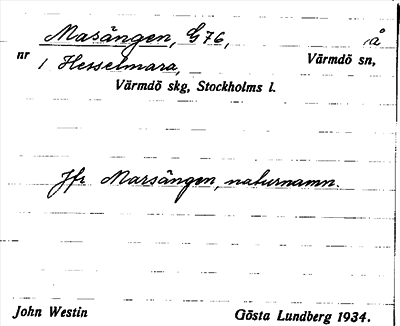 Masängen, G76, å
nr 1 Hesselmara, Värmdö sn,
Värmdö skg, Stockholms l.
Jfr Marsängen, naturnamn.
John Westin Gösta Lundberg 1934.